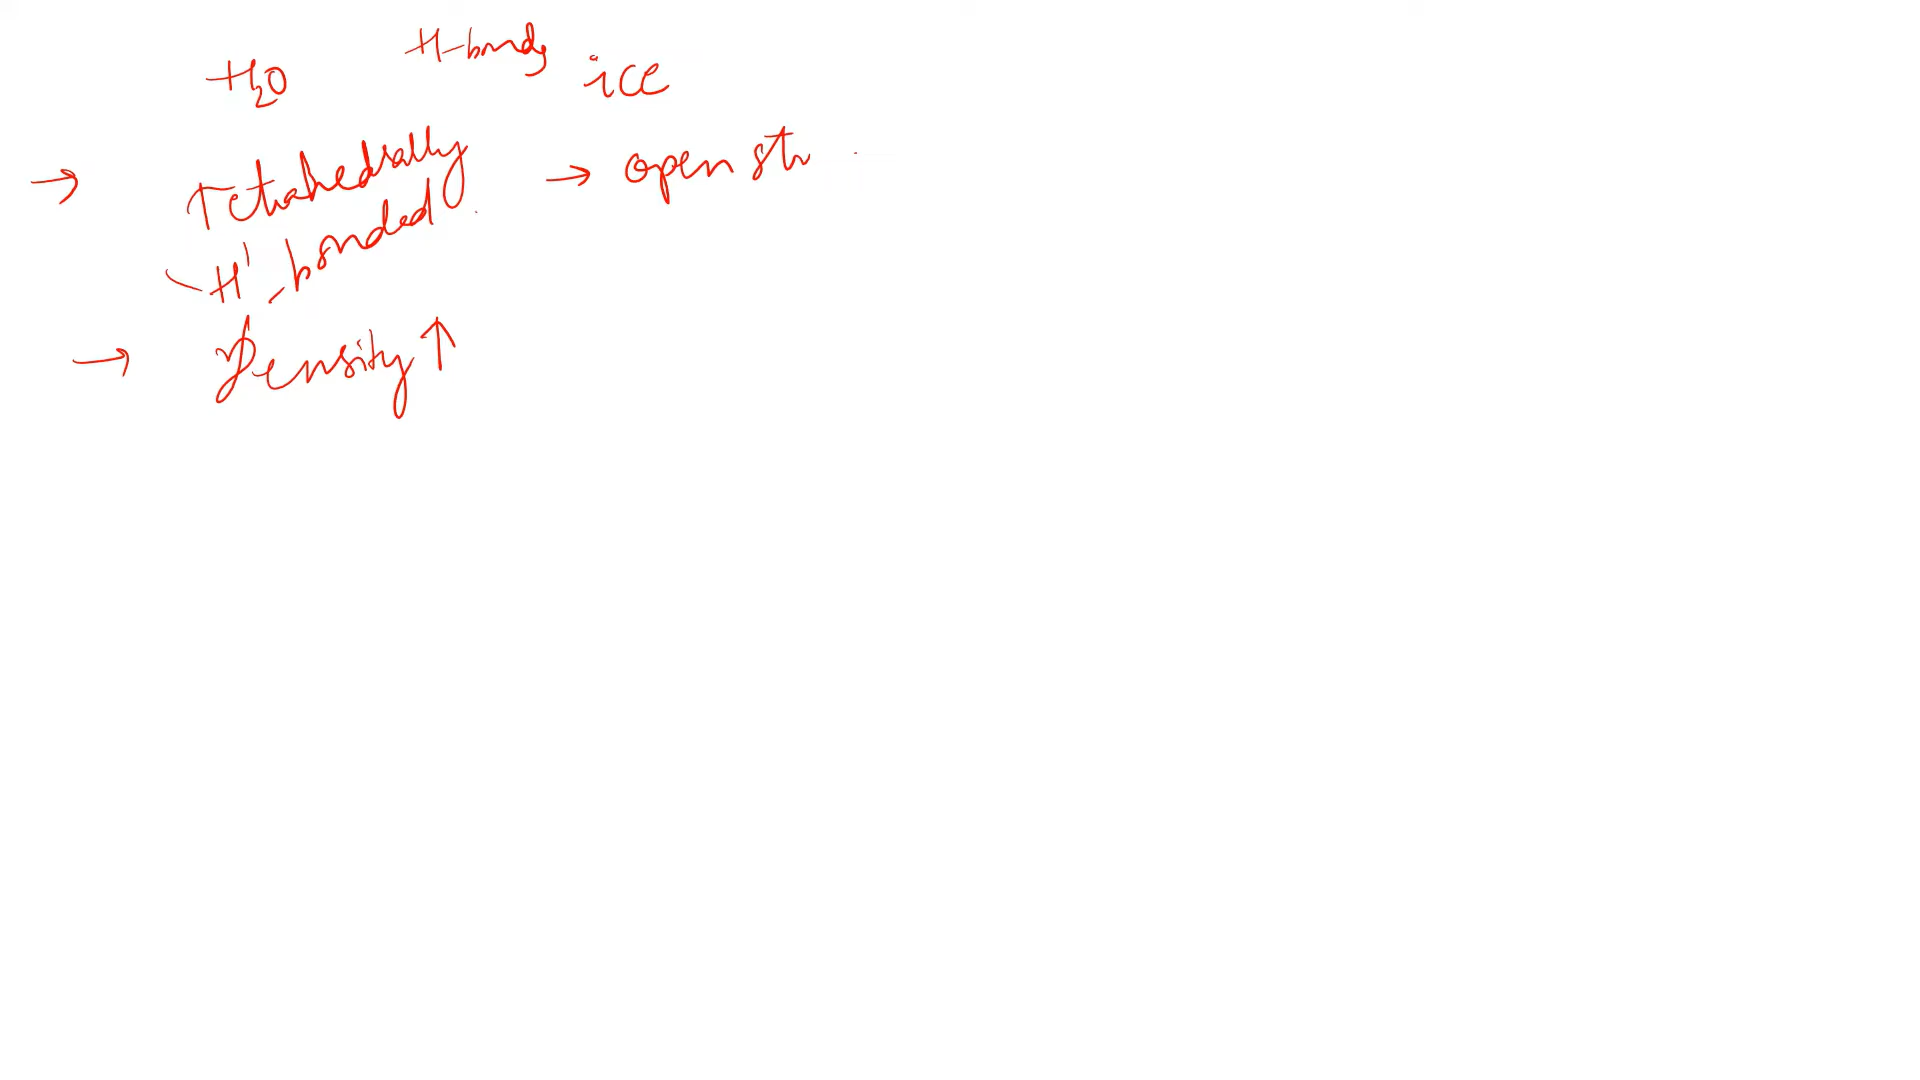 H-bonds
H2O ice
→ Tetrahedrally → open str
H-bonded
→ Density ↑